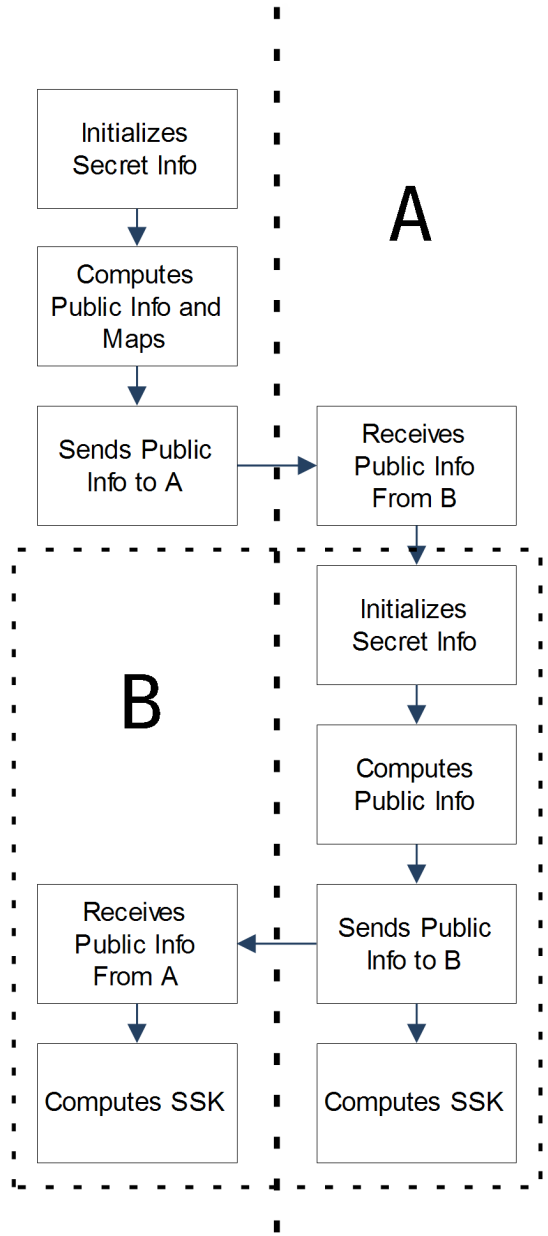 Initializes
Secret Info
A
Computes
Public Info and
Maps
Sends Public
Info to A
Receives
Public Info
From B
Initializes
Secret Info
B
Computes
Public Info
Sends Public
Info to B
Receives
Public Info
From A
Computes SSK
Computes SSK